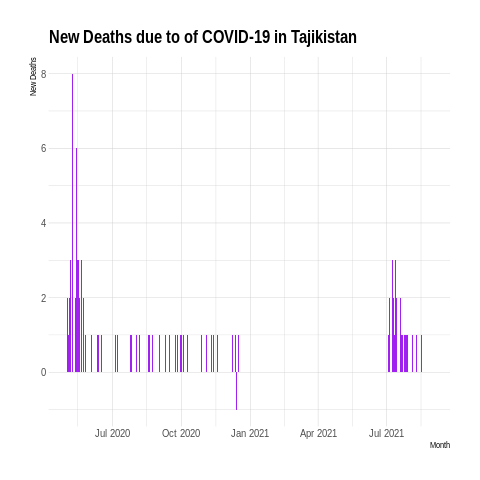 New Deaths due to of COVID-19 in Tajikistan
New Deaths
8
6
4
2
0
Jul 2020 Oct 2020 Jan 2021 Apr 2021 Jul 2021
Month